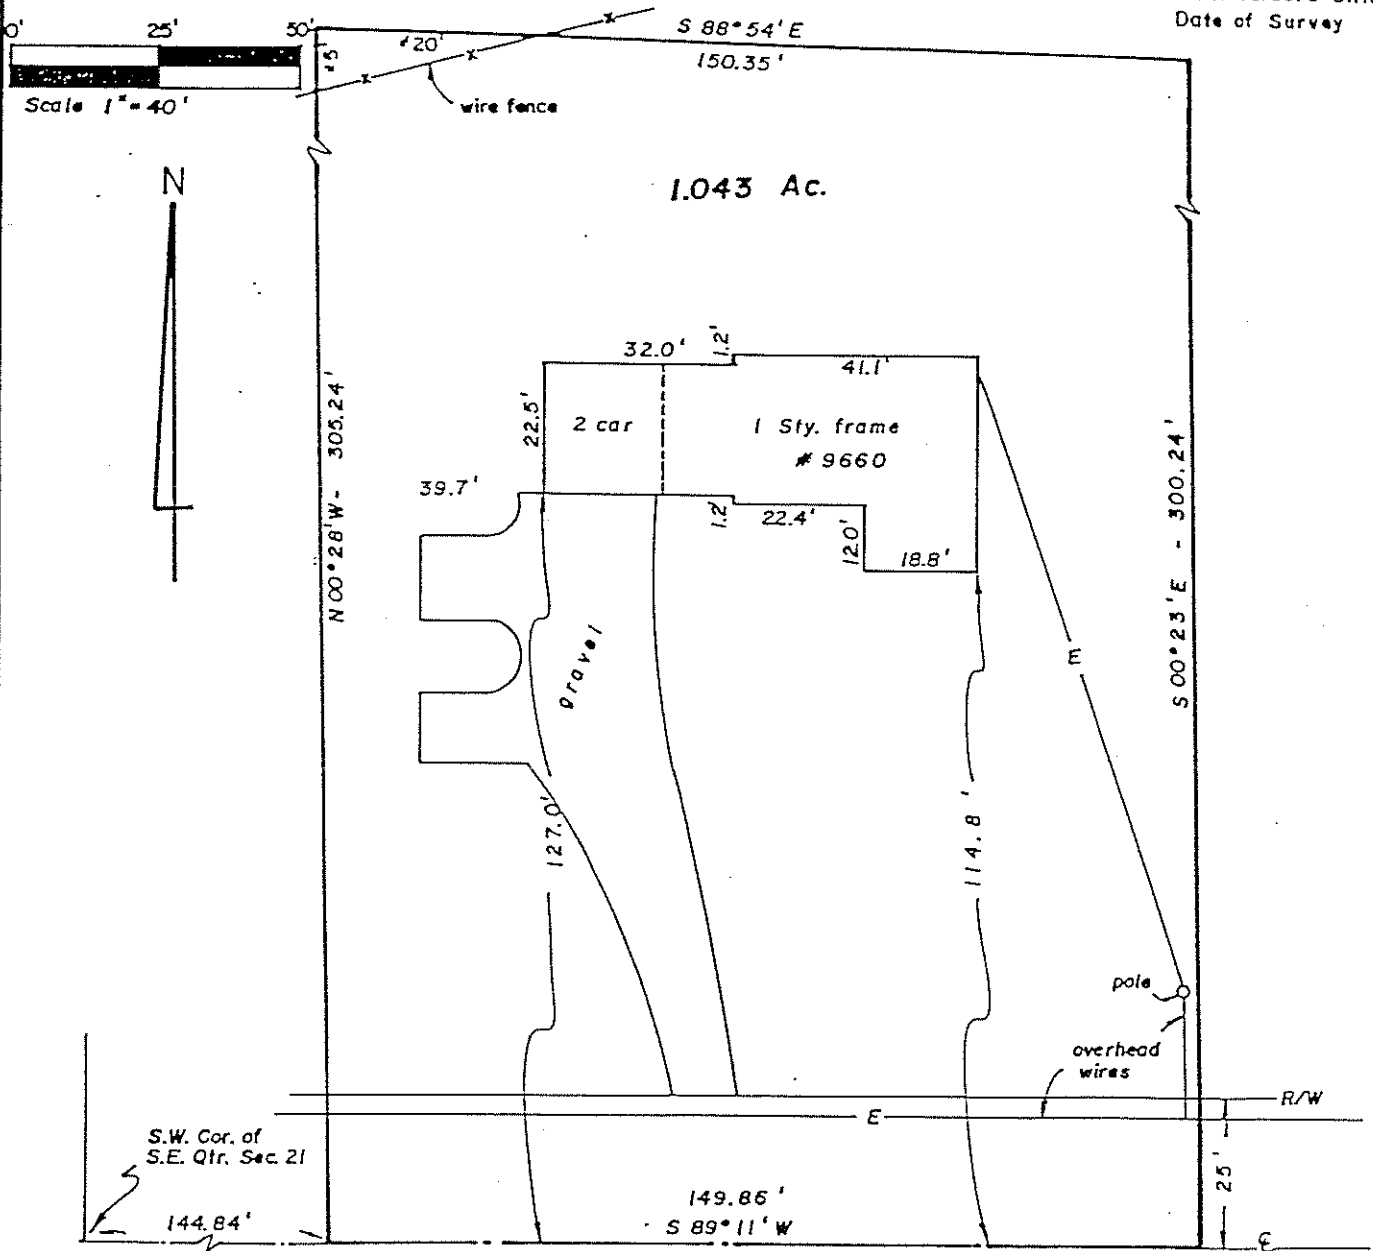 Date of Survey
0' 25' 50'
Scale 1"=40'
S 88°54' E
150.35'
±20'
±5'
wire fence
N
1.043 Ac.
32.0'
1.2'
41.1'
22.5'
2 car
1 Sty. frame
# 9660
39.7'
1.2'
22.4'
12.0'
18.8'
N 00°28' W - 305.24'
S 00°23' E - 300.24'
gravel
E
127.0'
114.8'
pole
overhead
wires
R/W
E
S.W. Cor. of
S.E. Qtr. Sec. 21
25'
144.84'
149.86'
S 89°11' W
℄